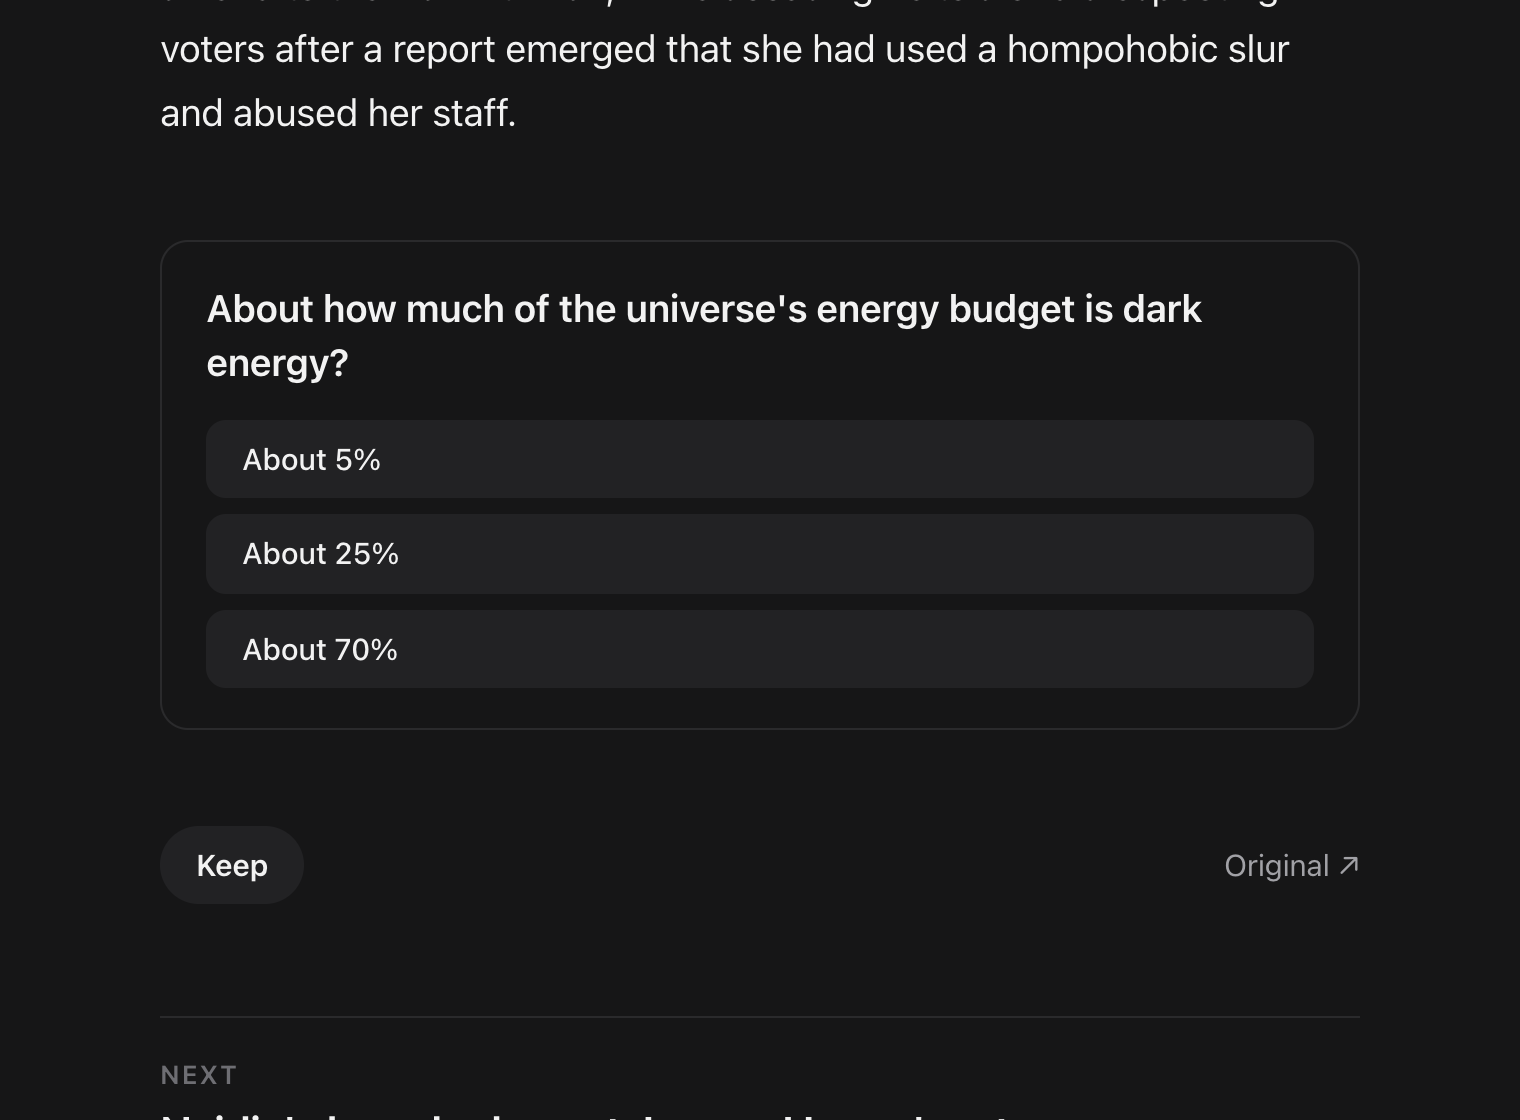 voters after a report emerged that she had used a hompohobic slur
and abused her staff.
About how much of the universe's energy budget is dark
energy?
About 5%
About 25%
About 70%
Keep
Original ↗
NEXT